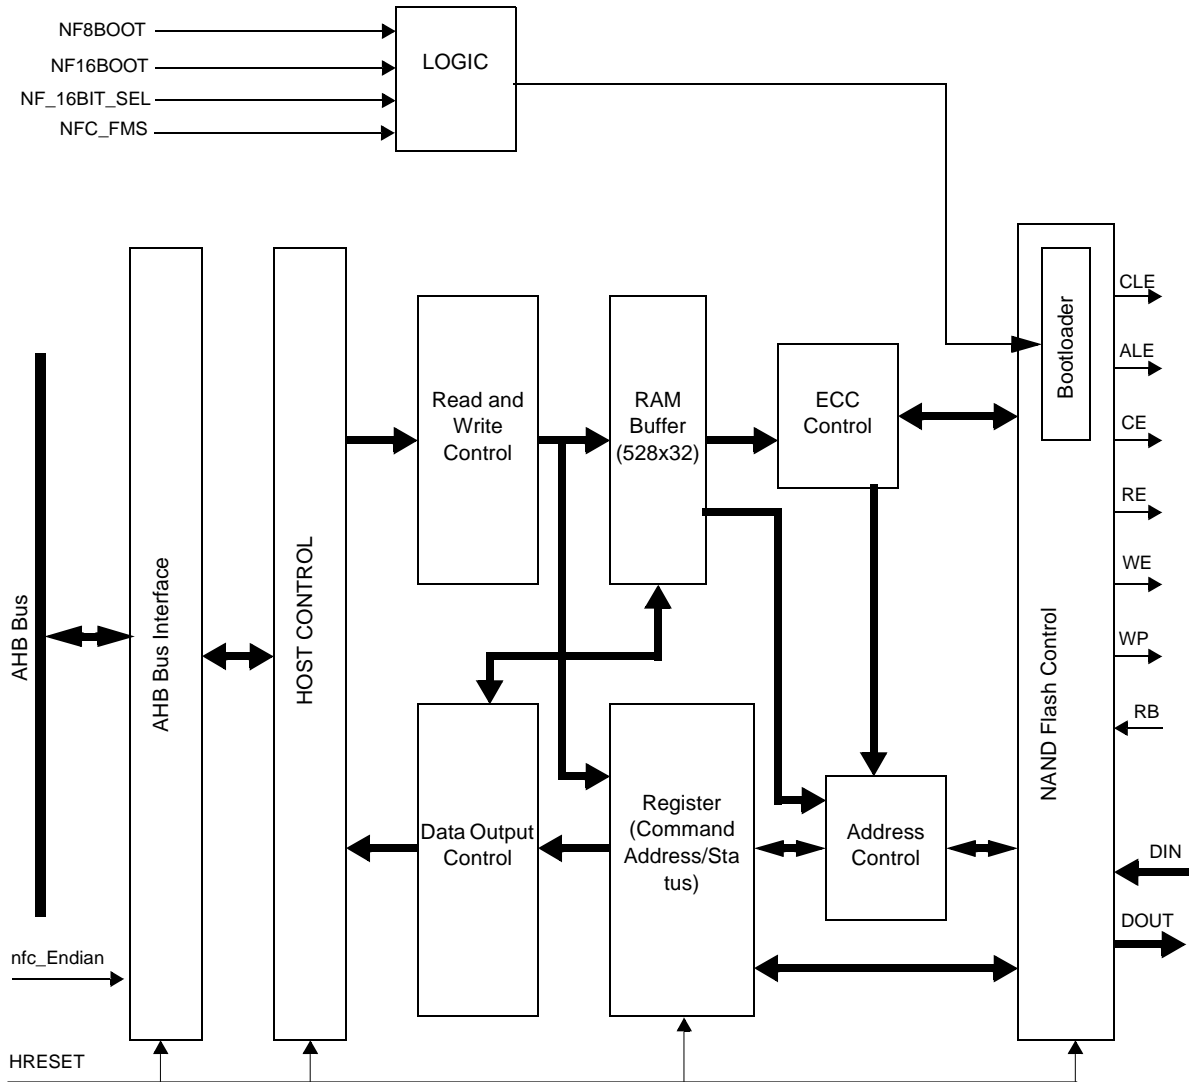 NF8BOOT
NF16BOOT
NF_16BIT_SEL
NFC_FMS
LOGIC
AHB Bus
AHB Bus Interface
HOST CONTROL
Read and
Write
Control
RAM
Buffer
(528x32)
ECC
Control
Bootloader
NAND Flash Control
CLE
ALE
CE
RE
WE
WP
RB
DIN
DOUT
Data Output
Control
Register
(Command
Address/Sta
tus)
Address
Control
nfc_Endian
HRESET